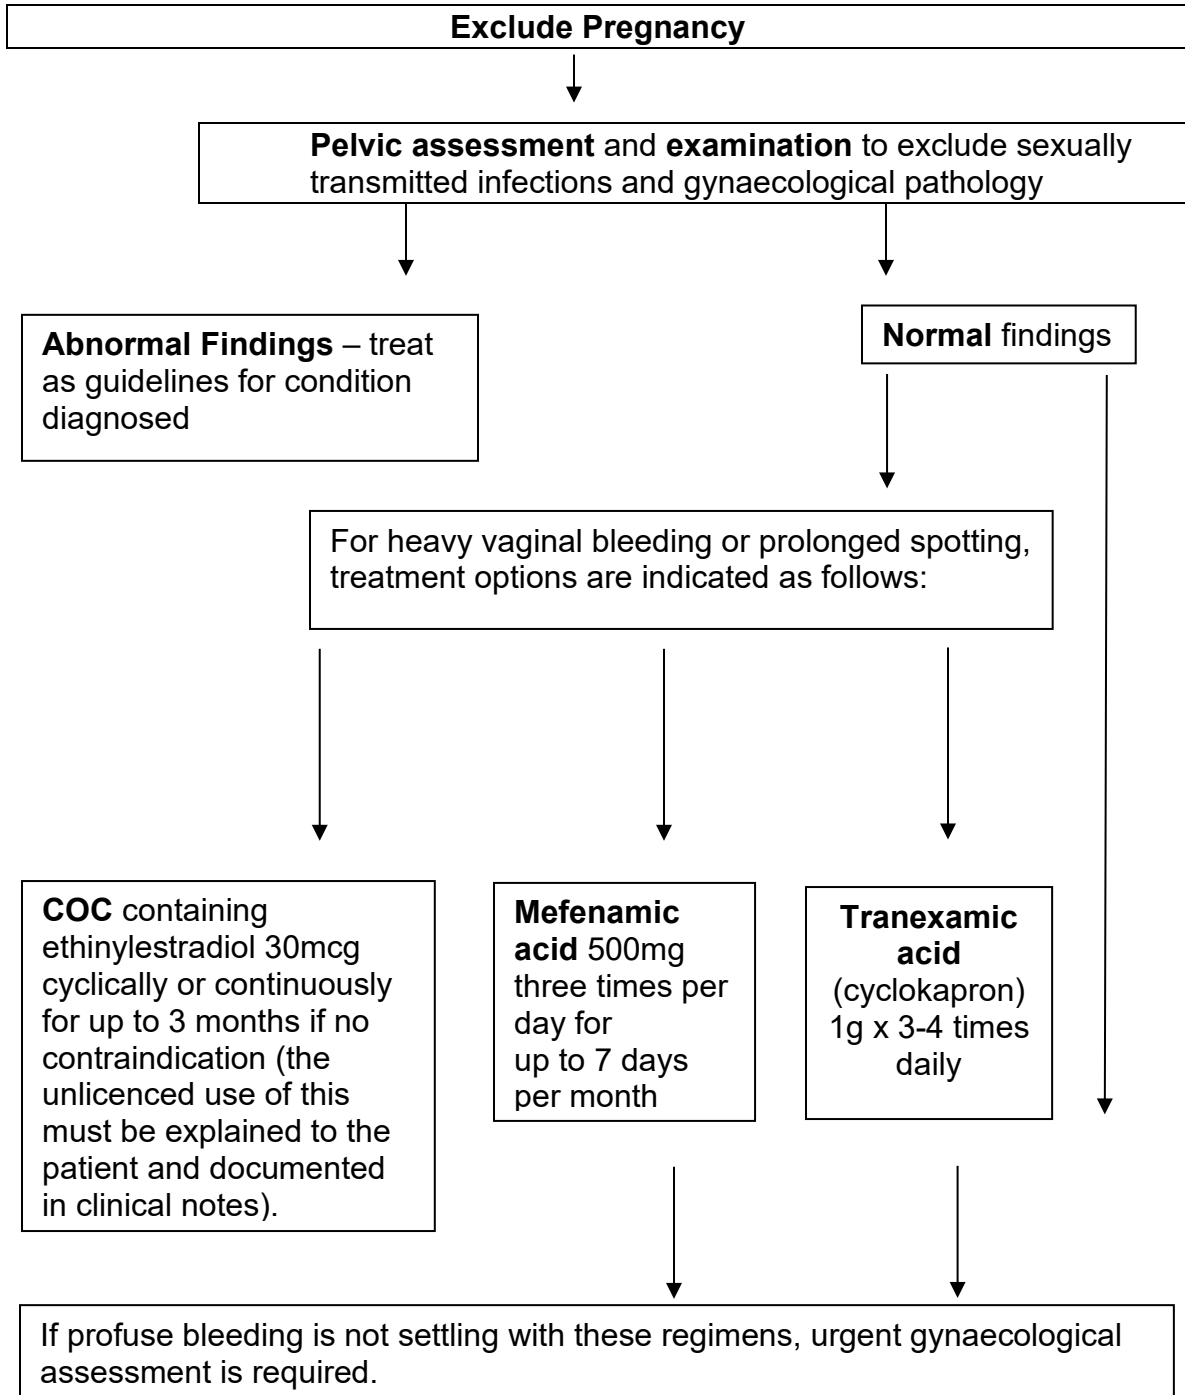 Exclude Pregnancy
Pelvic assessment and examination to exclude sexually
transmitted infections and gynaecological pathology
Abnormal Findings – treat
as guidelines for condition
diagnosed
Normal findings
For heavy vaginal bleeding or prolonged spotting,
treatment options are indicated as follows:
COC containing
ethinylestradiol 30mcg
cyclically or continuously
for up to 3 months if no
contraindication (the
unlicenced use of this
must be explained to the
patient and documented
in clinical notes).
Mefenamic
acid 500mg
three times per
day for
up to 7 days
per month
Tranexamic
acid
(cyclokapron)
1g x 3-4 times
daily
If profuse bleeding is not settling with these regimens, urgent gynaecological
assessment is required.